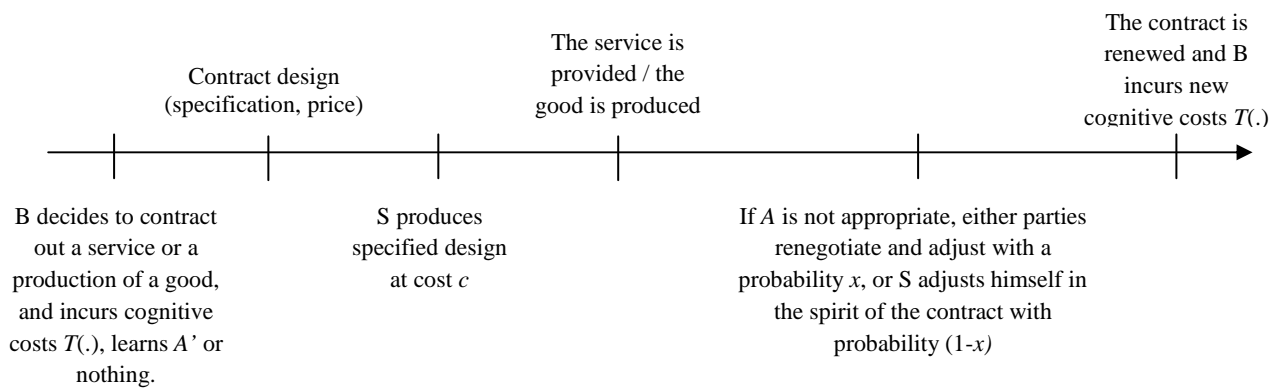 The contract is
renewed and B
incurs new
cognitive costs T(.)
The service is
provided / the
good is produced
Contract design
(specification, price)
B decides to contract
out a service or a
production of a good,
and incurs cognitive
costs T(.), learns A’ or
nothing.
S produces
specified design
at cost c
If A is not appropriate, either parties
renegotiate and adjust with a
probability x, or S adjusts himself in
the spirit of the contract with
probability (1-x)